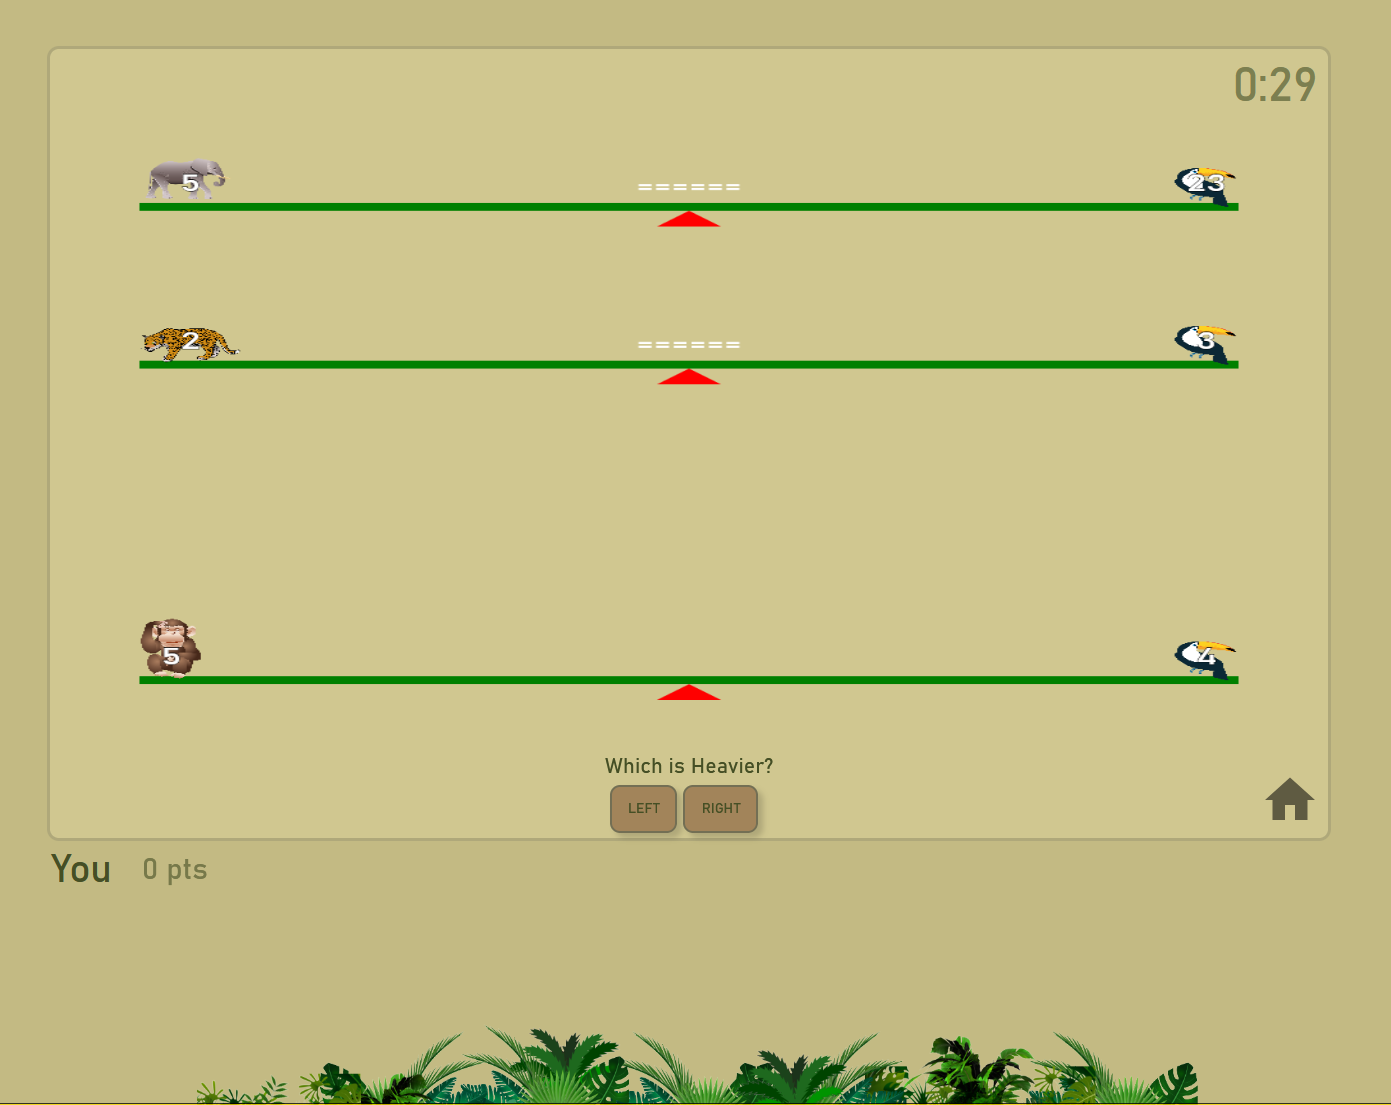 0:29
5 ====== 23
2 ====== 3
5 4
Which is Heavier?
LEFT RIGHT
You 0 pts